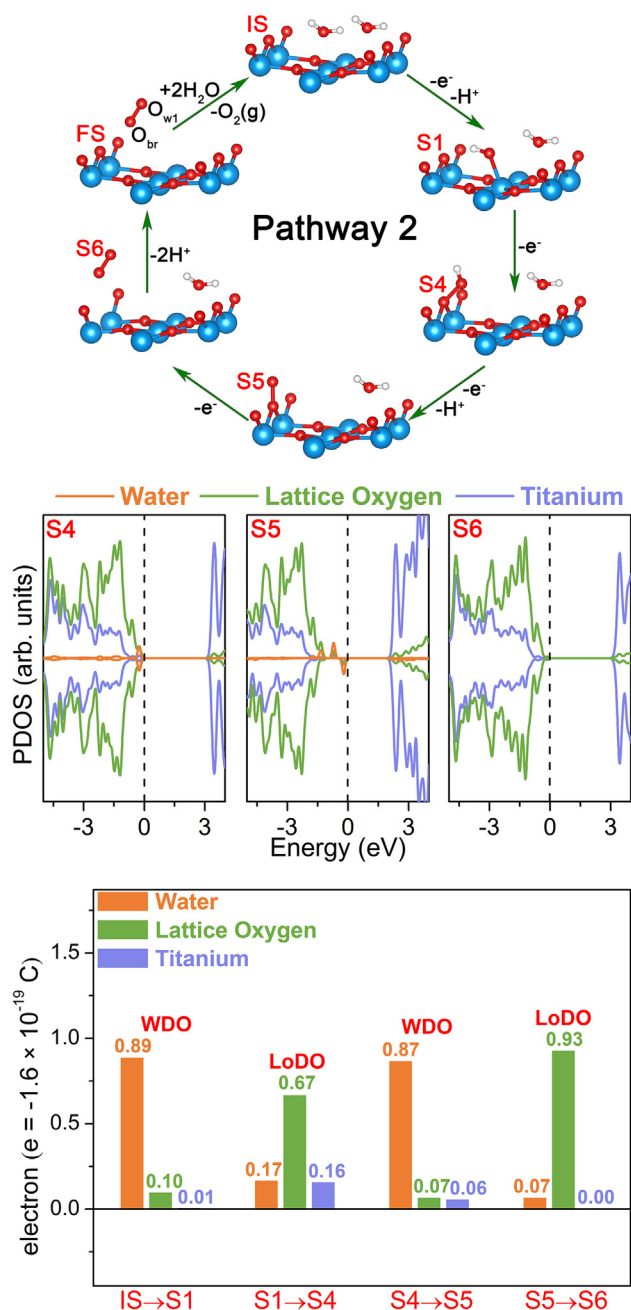 IS
+2H₂O
-O₂(g)
-e⁻
-H⁺
O_w1
O_br
FS
S1
Pathway 2
S6
-2H⁺
-e⁻
S4
S5
-e⁻
-e⁻
-H⁺
Water Lattice Oxygen Titanium
S4 S5 S6
PDOS (arb. units)
-3 0 3 -3 0 3 -3 0 3
Energy (eV)
Water
Lattice Oxygen
Titanium
electron (e = -1.6 × 10⁻¹⁹ C)
1.5
1.0
0.5
0.0
WDO LoDO WDO LoDO
0.89 0.10 0.01
0.17 0.67 0.16
0.87 0.07 0.06
0.07 0.93 0.00
IS→S1 S1→S4 S4→S5 S5→S6